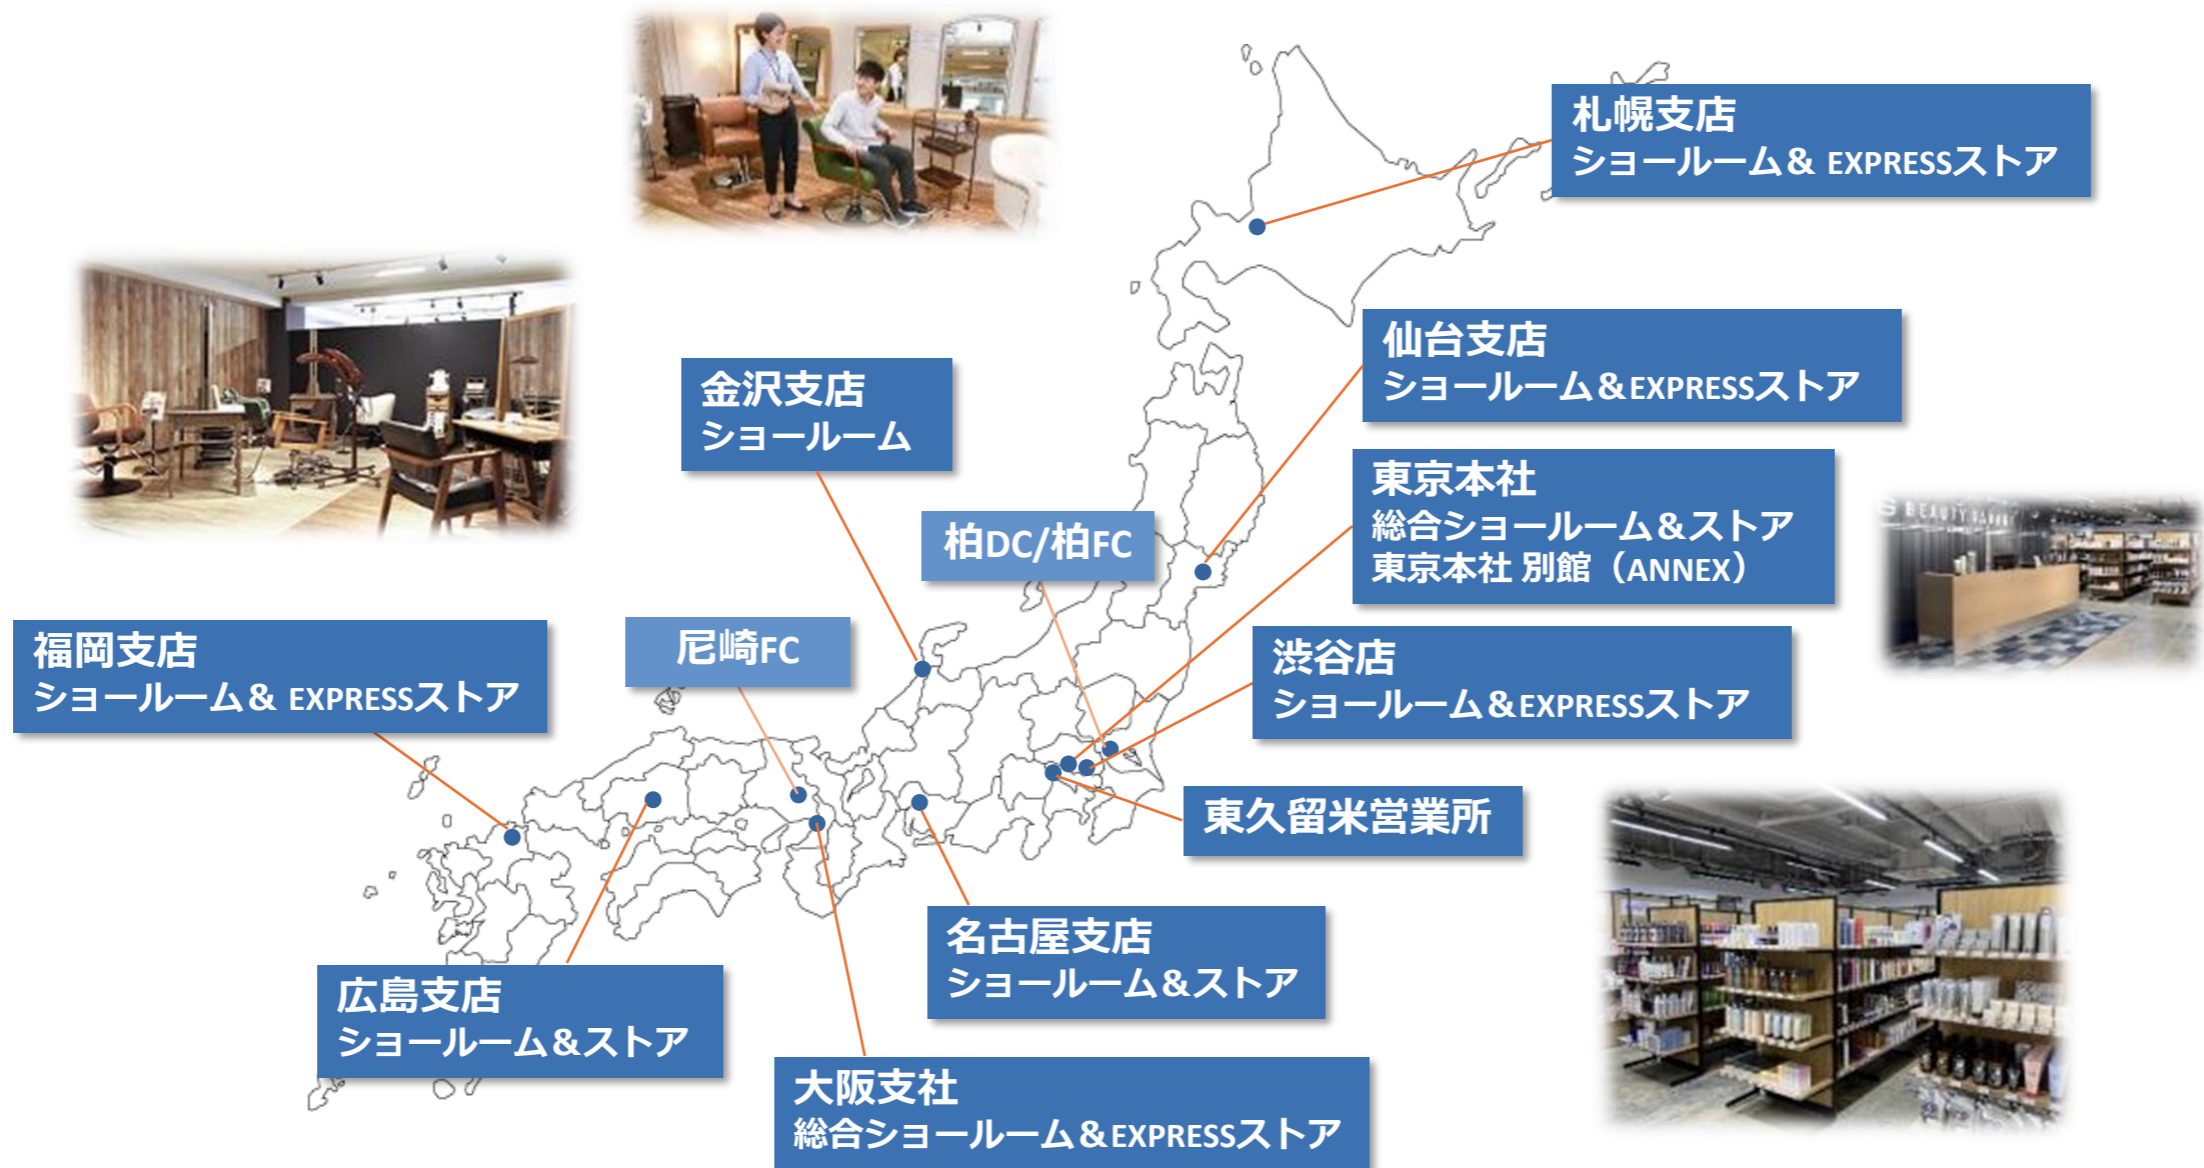 札幌支店
ショールーム& EXPRESSストア
仙台支店
ショールーム&EXPRESSストア
金沢支店
ショールーム
東京本社
総合ショールーム&ストア
東京本社 別館（ANNEX）
柏DC/柏FC
BEAUTY GARAGE
尼崎FC
福岡支店
ショールーム& EXPRESSストア
渋谷店
ショールーム&EXPRESSストア
東久留米営業所
名古屋支店
ショールーム&ストア
広島支店
ショールーム&ストア
大阪支社
総合ショールーム&EXPRESSストア